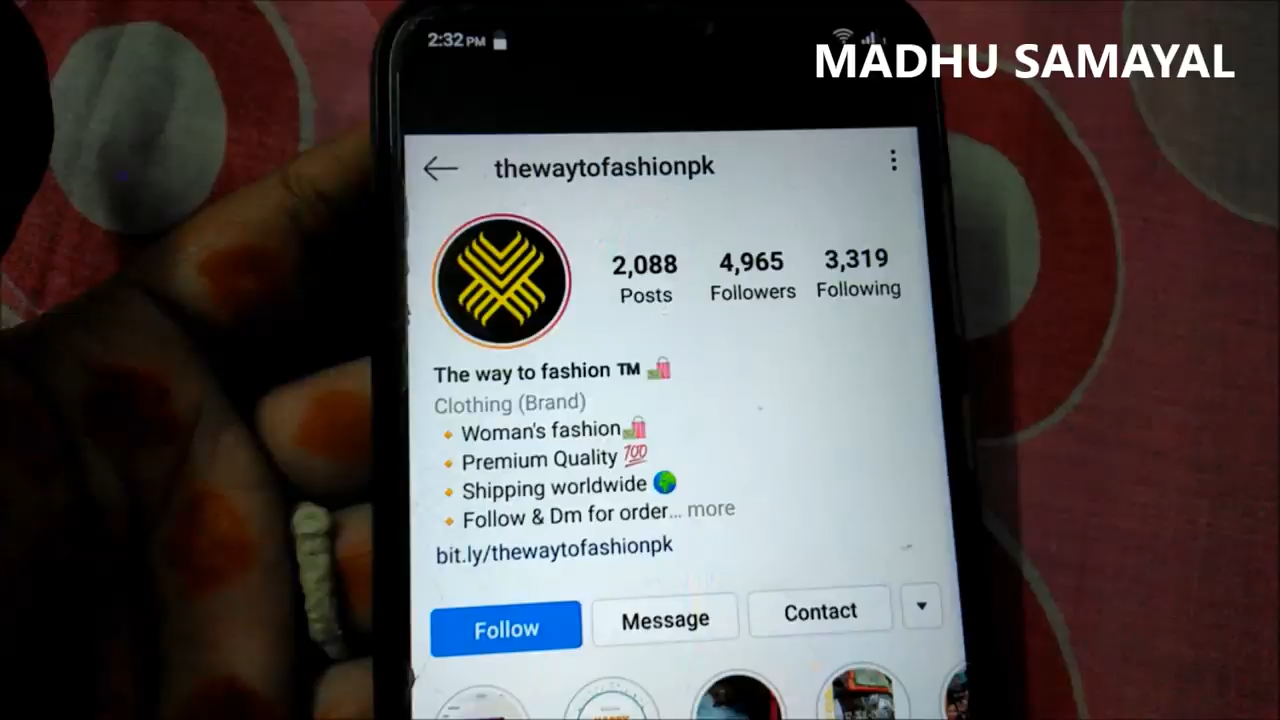 2:32 PM
MADHU SAMAYAL
thewaytofashionpk
2,088 4,965 3,319
Posts Followers Following
The way to fashion ™ 🛍
Clothing (Brand)
🔸 Woman's fashion🛍
🔸 Premium Quality 💯
🔸 Shipping worldwide 🌍
🔸 Follow & Dm for order... more
bit.ly/thewaytofashionpk
Follow Message Contact